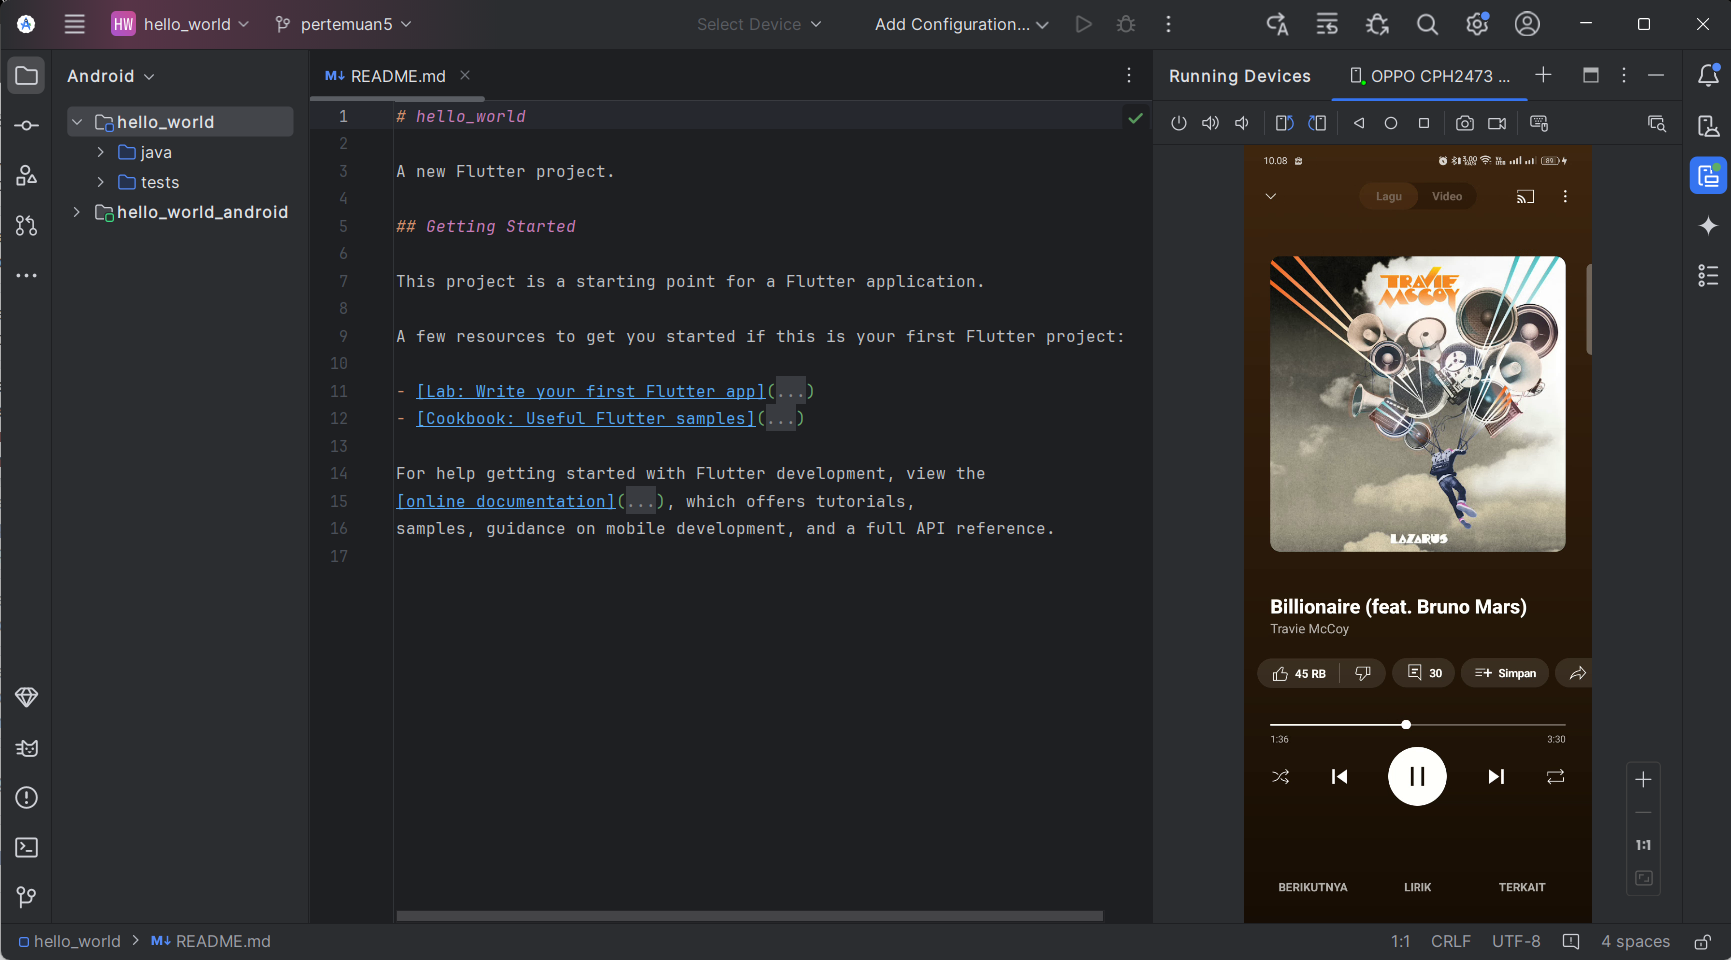 HW hello_world pertemuan5 Select Device Add Configuration...
Android
README.md
Running Devices OPPO CPH2473 ...
hello_world
java
tests
hello_world_android
1 # hello_world
2
3 A new Flutter project.
4
5 ## Getting Started
6
7 This project is a starting point for a Flutter application.
8
9 A few resources to get you started if this is your first Flutter project:
10
11 - [Lab: Write your first Flutter app](...)
12 - [Cookbook: Useful Flutter samples](...)
13
14 For help getting started with Flutter development, view the
15 [online documentation](...), which offers tutorials,
16 samples, guidance on mobile development, and a full API reference.
17
10.08
89
Lagu Video
TRAVIE
McCOY
LAZARUS
Billionaire (feat. Bruno Mars)
Travie McCoy
45 RB 30 Simpan
1:36 3:30
BERIKUTNYA LIRIK TERKAIT
1:1
hello_world > M↓ README.md
1:1 CRLF UTF-8 4 spaces